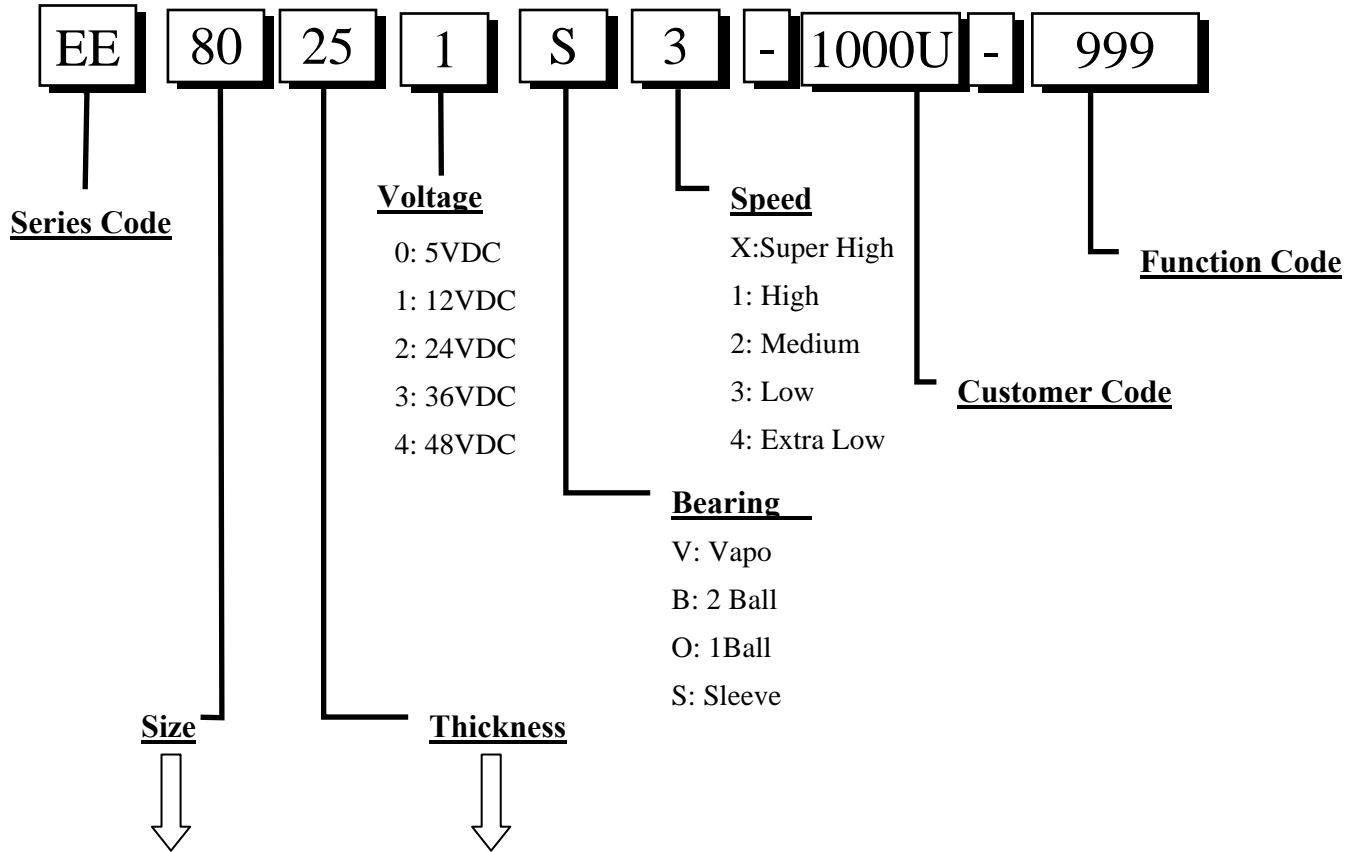 EE 80 25 1 S 3 - 1000U - 999
Series Code
Voltage
0: 5VDC
1: 12VDC
2: 24VDC
3: 36VDC
4: 48VDC
Speed
X:Super High
1: High
2: Medium
3: Low
4: Extra Low
Function Code
Customer Code
Bearing
V: Vapo
B: 2 Ball
O: 1Ball
S: Sleeve
Size
Thickness